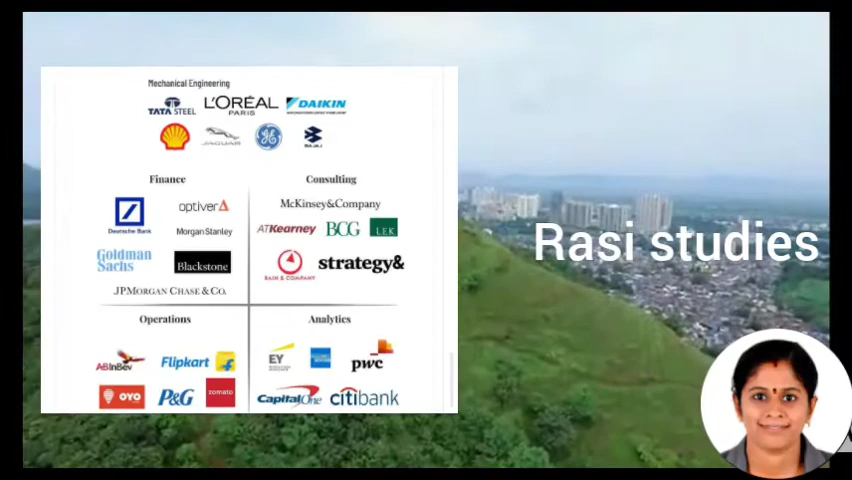 Mechanical Engineering
TATA STEEL L'ORÉAL PARIS DAIKIN
JAGUAR GE BAJAJ
Finance
Deutsche Bank optiver
Morgan Stanley
Goldman Sachs Blackstone
JPMORGAN CHASE & CO.
Consulting
McKinsey&Company
ATKearney BCG L.E.K
BAIN & COMPANY strategy&
Operations
ABInBev Flipkart
OYO P&G zomato
Analytics
EY pwc
Capital One citibank
Rasi studies